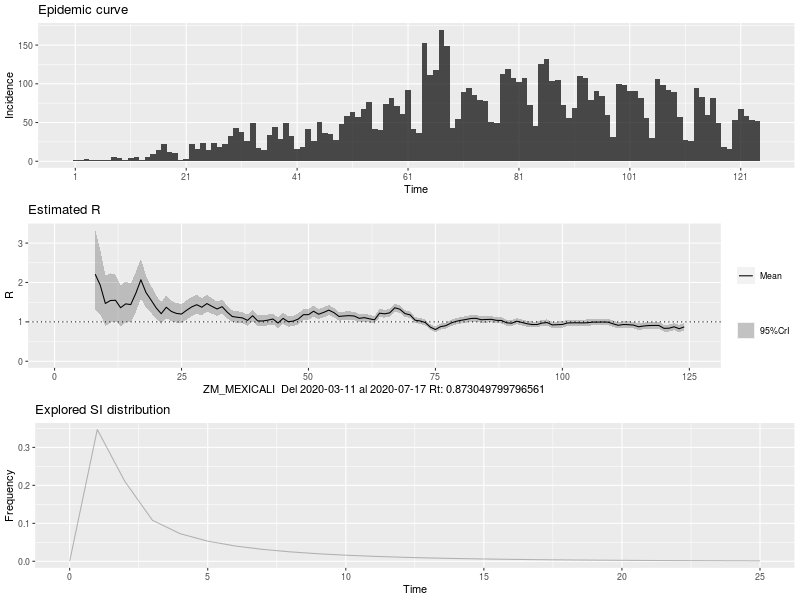 Epidemic curve
150
100
50
0
Incidence
1 21 41 61 81 101 121
Time
Estimated R
3
2
1
0
R
Mean
95%CrI
0 25 50 75 100 125
ZM_MEXICALI Del 2020-03-11 al 2020-07-17 Rt: 0.873049799796561
Explored SI distribution
0.3
0.2
0.1
0.0
Frequency
0 5 10 15 20 25
Time